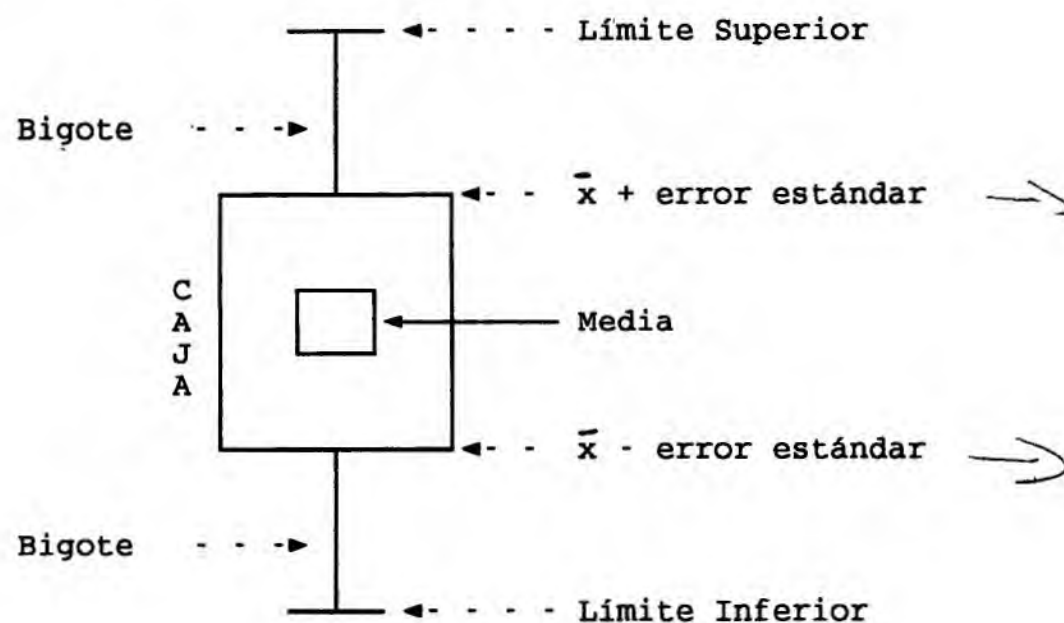 Límite Superior
Bigote
x̄ + error estándar
C
A
J
A
Media
x̄ - error estándar
Bigote
Límite Inferior